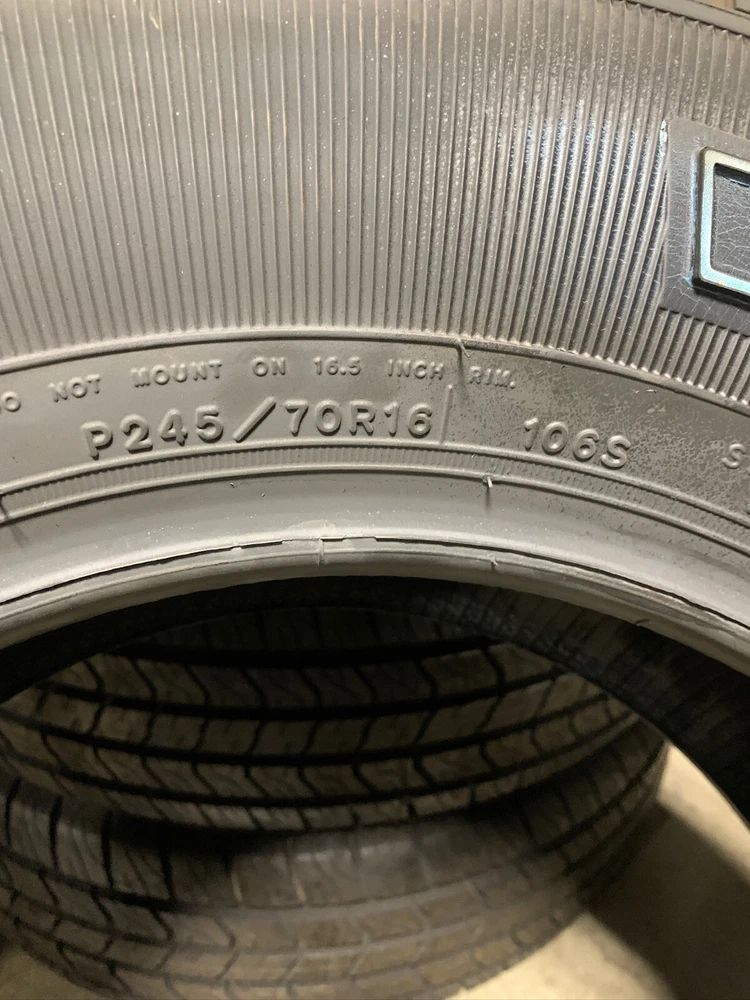 NOT MOUNT ON 16.5 INCH RIM.
P245/70R16 106S